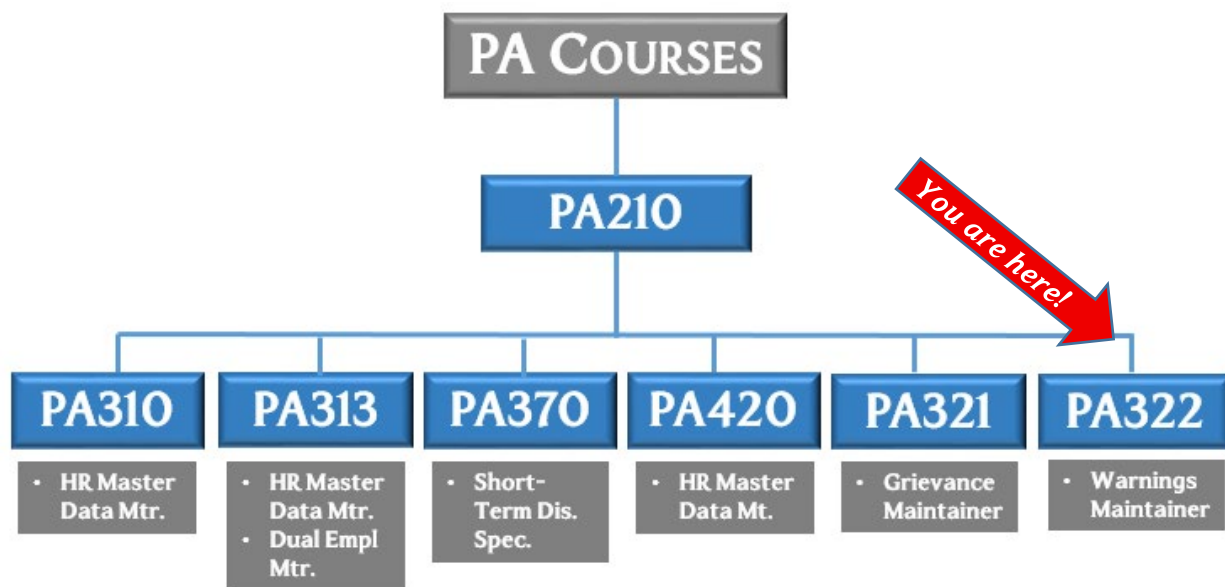 PA COURSES
PA210
You are here!
PA310
PA313
PA370
PA420
PA321
PA322
• HR Master
Data Mtr.
• HR Master
Data Mtr.
• Dual Empl
Mtr.
• Short-
Term Dis.
Spec.
• HR Master
Data Mt.
• Grievance
Maintainer
• Warnings
Maintainer